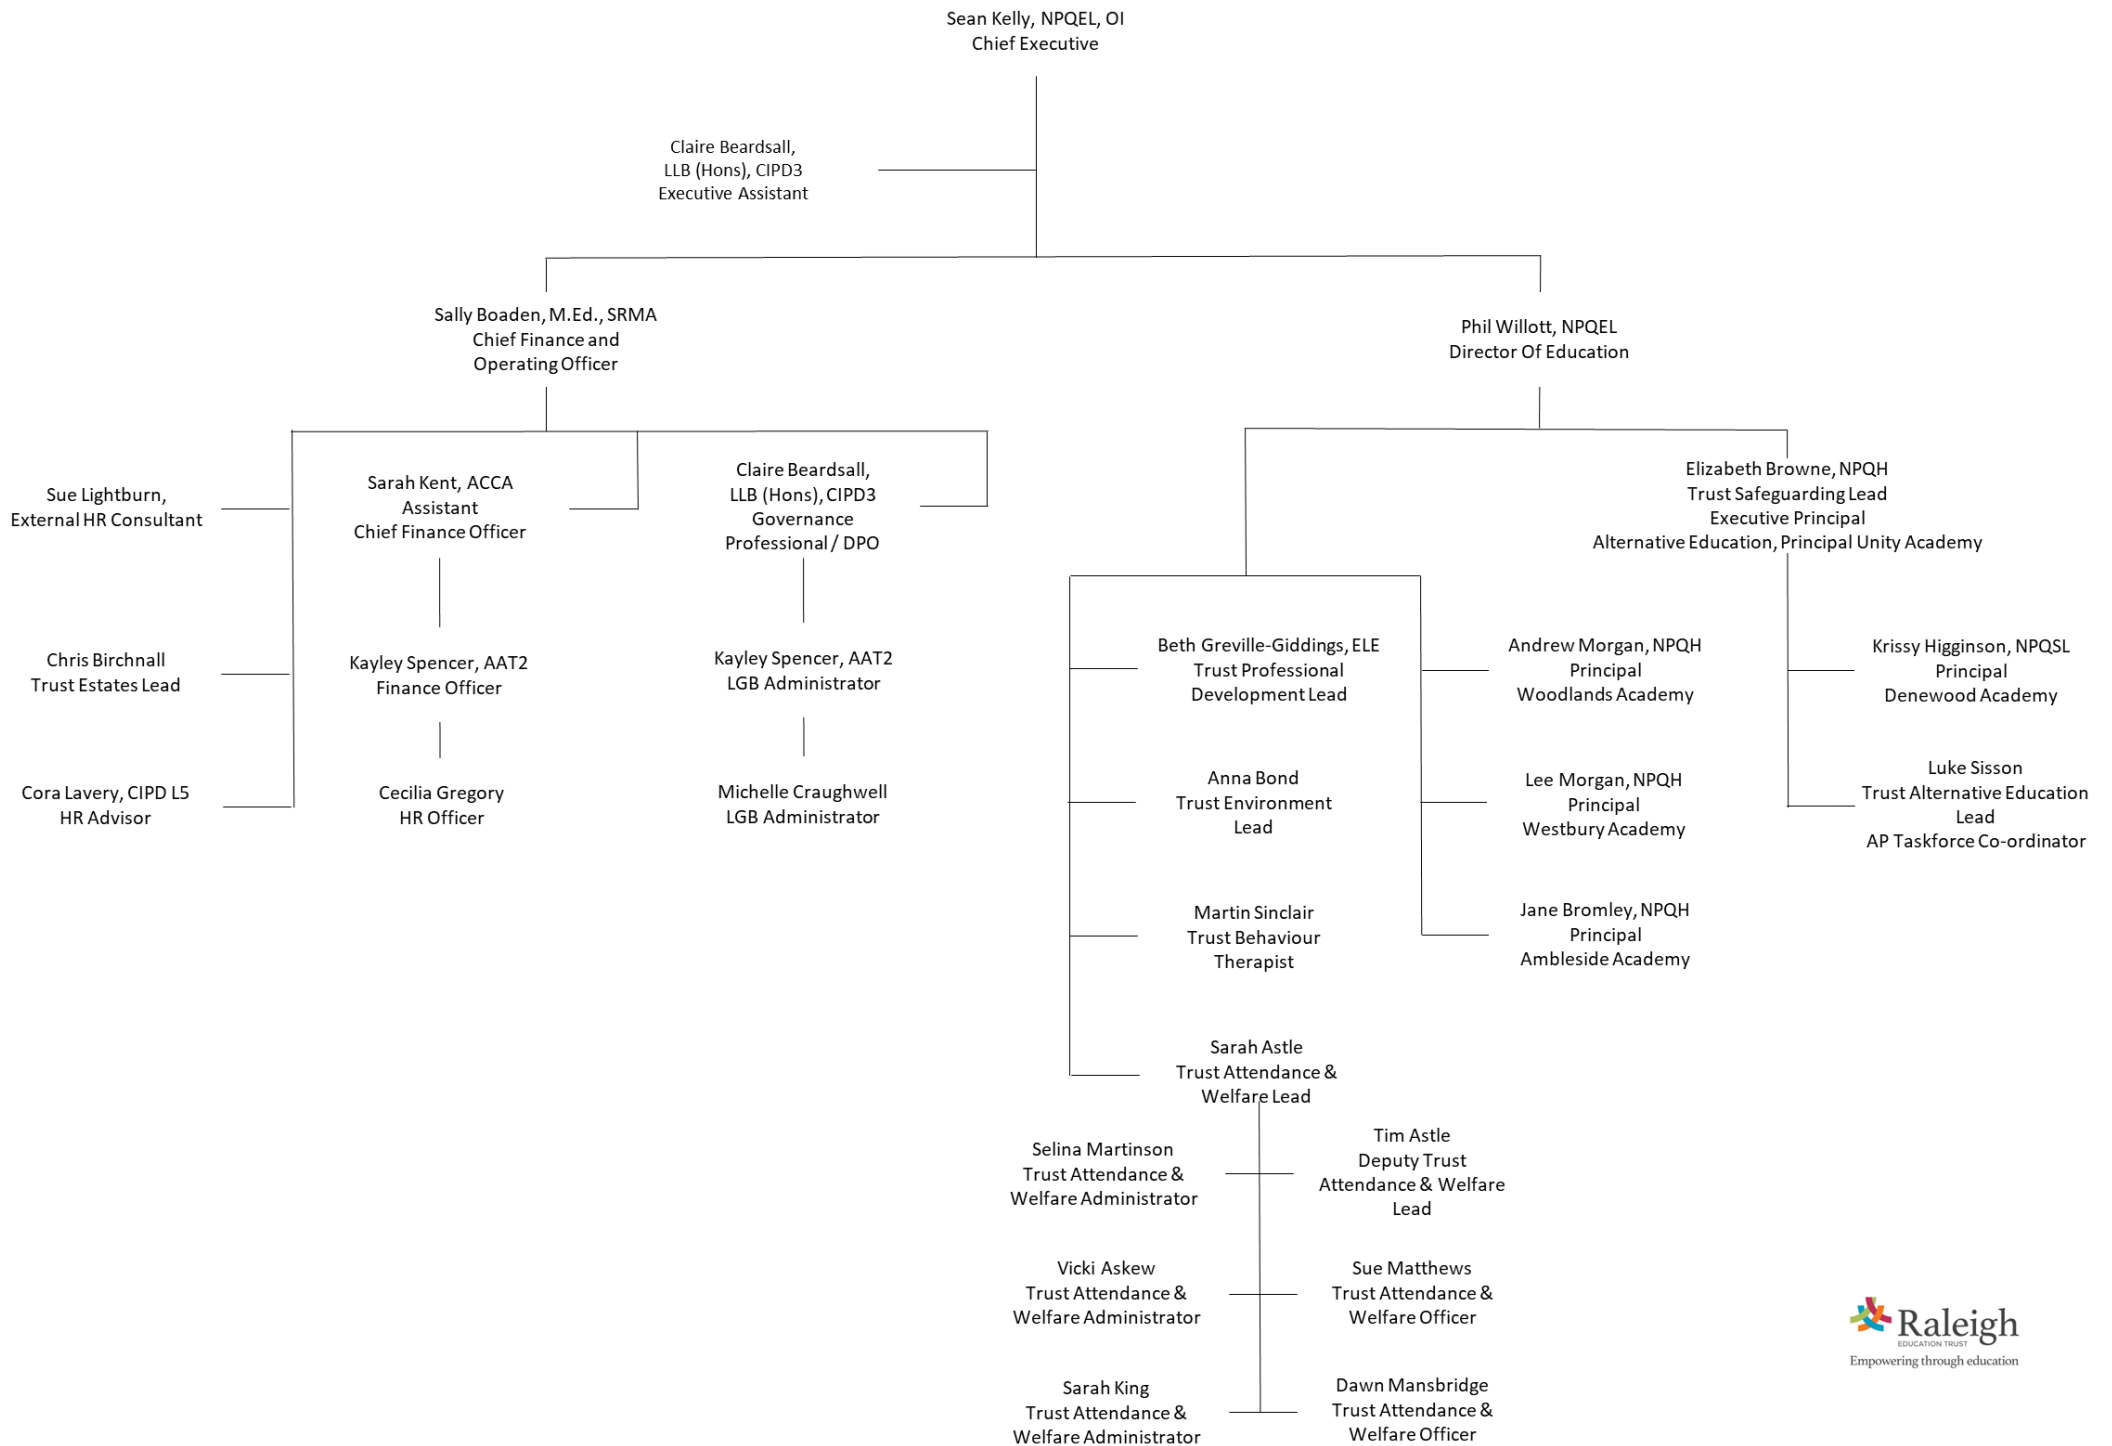 Sean Kelly, NPQEL, OI
Chief Executive
Claire Beardsall,
LLB (Hons), CIPD3
Executive Assistant
Sally Boaden, M.Ed., SRMA
Chief Finance and
Operating Officer
Phil Willott, NPQEL
Director Of Education
Sue Lightburn,
External HR Consultant
Sarah Kent, ACCA
Assistant
Chief Finance Officer
Claire Beardsall,
LLB (Hons), CIPD3
Governance
Professional / DPO
Elizabeth Browne, NPQH
Trust Safeguarding Lead
Executive Principal
Alternative Education, Principal Unity Academy
Chris Birchnall
Trust Estates Lead
Kayley Spencer, AAT2
Finance Officer
Kayley Spencer, AAT2
LGB Administrator
Beth Greville-Giddings, ELE
Trust Professional
Development Lead
Andrew Morgan, NPQH
Principal
Woodlands Academy
Krissy Higginson, NPQSL
Principal
Denewood Academy
Cora Lavery, CIPD L5
HR Advisor
Cecilia Gregory
HR Officer
Michelle Craughwell
LGB Administrator
Anna Bond
Trust Environment
Lead
Lee Morgan, NPQH
Principal
Westbury Academy
Luke Sisson
Trust Alternative Education
Lead
AP Taskforce Co-ordinator
Martin Sinclair
Trust Behaviour
Therapist
Jane Bromley, NPQH
Principal
Ambleside Academy
Sarah Astle
Trust Attendance &
Welfare Lead
Selina Martinson
Trust Attendance &
Welfare Administrator
Tim Astle
Deputy Trust
Attendance & Welfare
Lead
Vicki Askew
Trust Attendance &
Welfare Administrator
Sue Matthews
Trust Attendance &
Welfare Officer
Sarah King
Trust Attendance &
Welfare Administrator
Dawn Mansbridge
Trust Attendance &
Welfare Officer
Raleigh
EDUCATION TRUST
Empowering through education